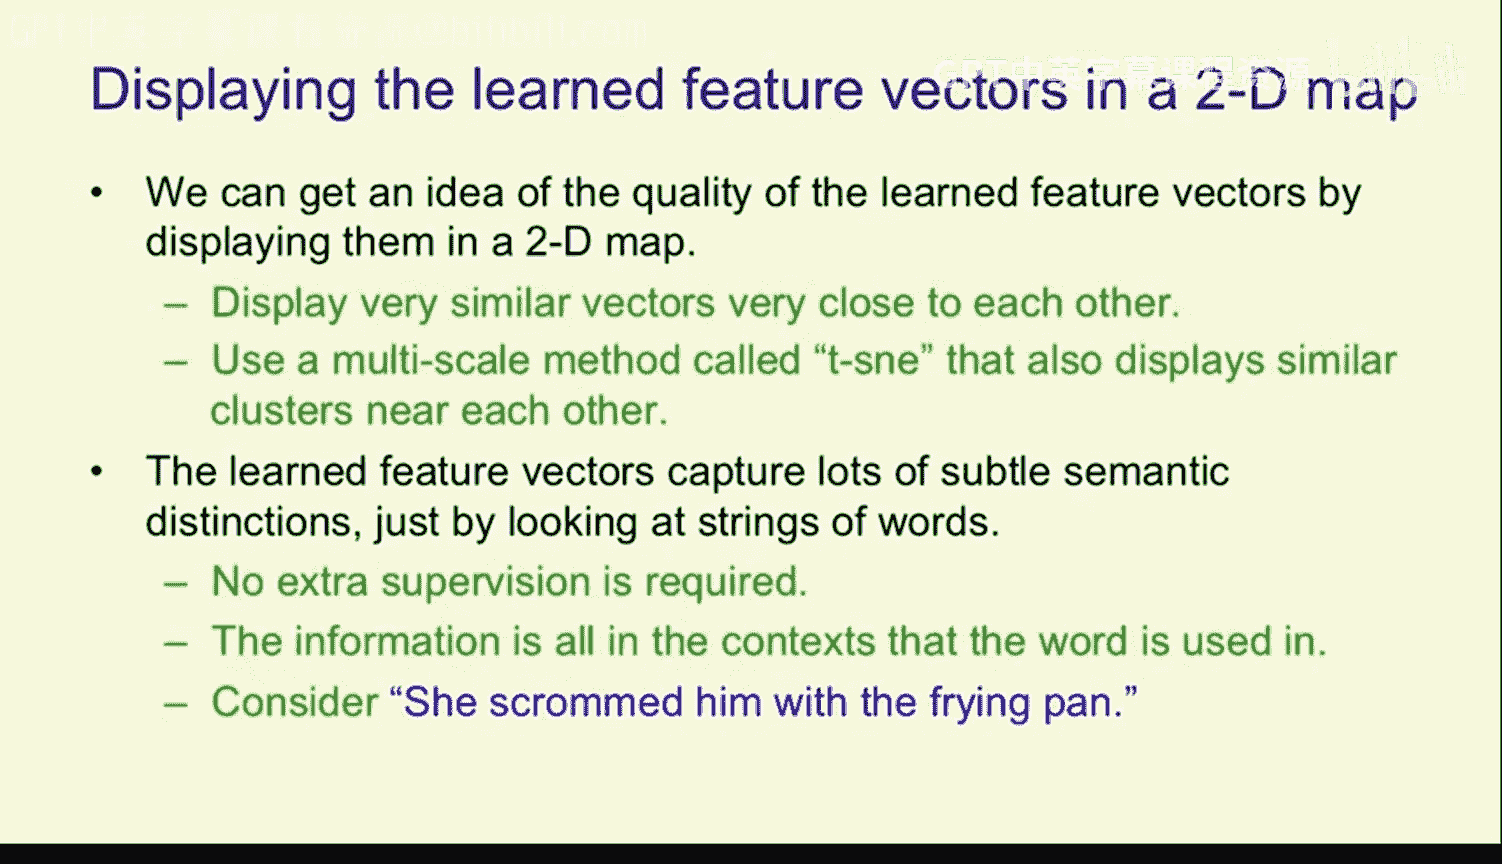 Displaying the learned feature vectors in a 2-D map
• We can get an idea of the quality of the learned feature vectors by
displaying them in a 2-D map.
– Display very similar vectors very close to each other.
– Use a multi-scale method called “t-sne” that also displays similar
clusters near each other.
• The learned feature vectors capture lots of subtle semantic
distinctions, just by looking at strings of words.
– No extra supervision is required.
– The information is all in the contexts that the word is used in.
– Consider “She scrommed him with the frying pan.”